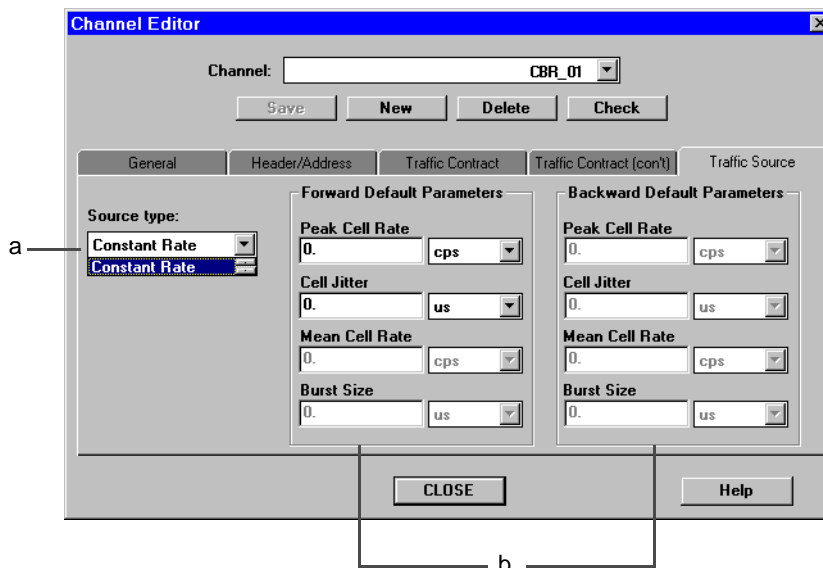 Channel Editor
Channel: CBR_01
Save New Delete Check
General Header/Address Traffic Contract Traffic Contract (con't) Traffic Source
Forward Default Parameters Backward Default Parameters
Source type:
a
Constant Rate
Constant Rate
Peak Cell Rate Peak Cell Rate
0. cps 0. cps
Cell Jitter Cell Jitter
0. us 0. us
Mean Cell Rate Mean Cell Rate
0. cps 0. cps
Burst Size Burst Size
0. us 0. us
CLOSE Help
b